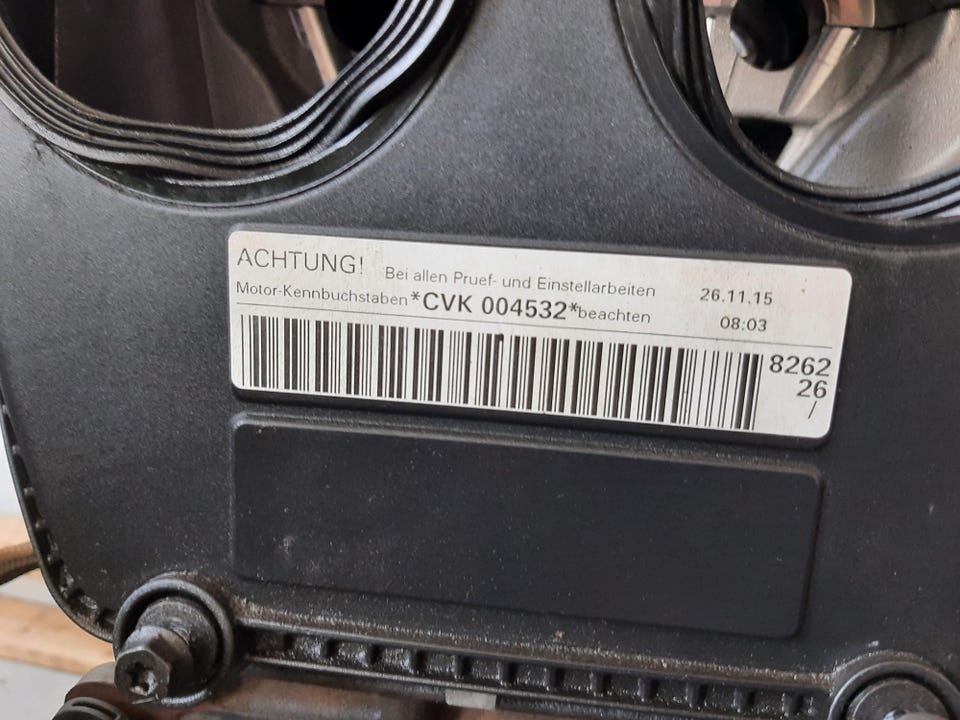 ACHTUNG! Bei allen Pruef- und Einstellarbeiten 26.11.15
Motor-Kennbuchstaben *CVK 004532* beachten 08:03
8262
26
/